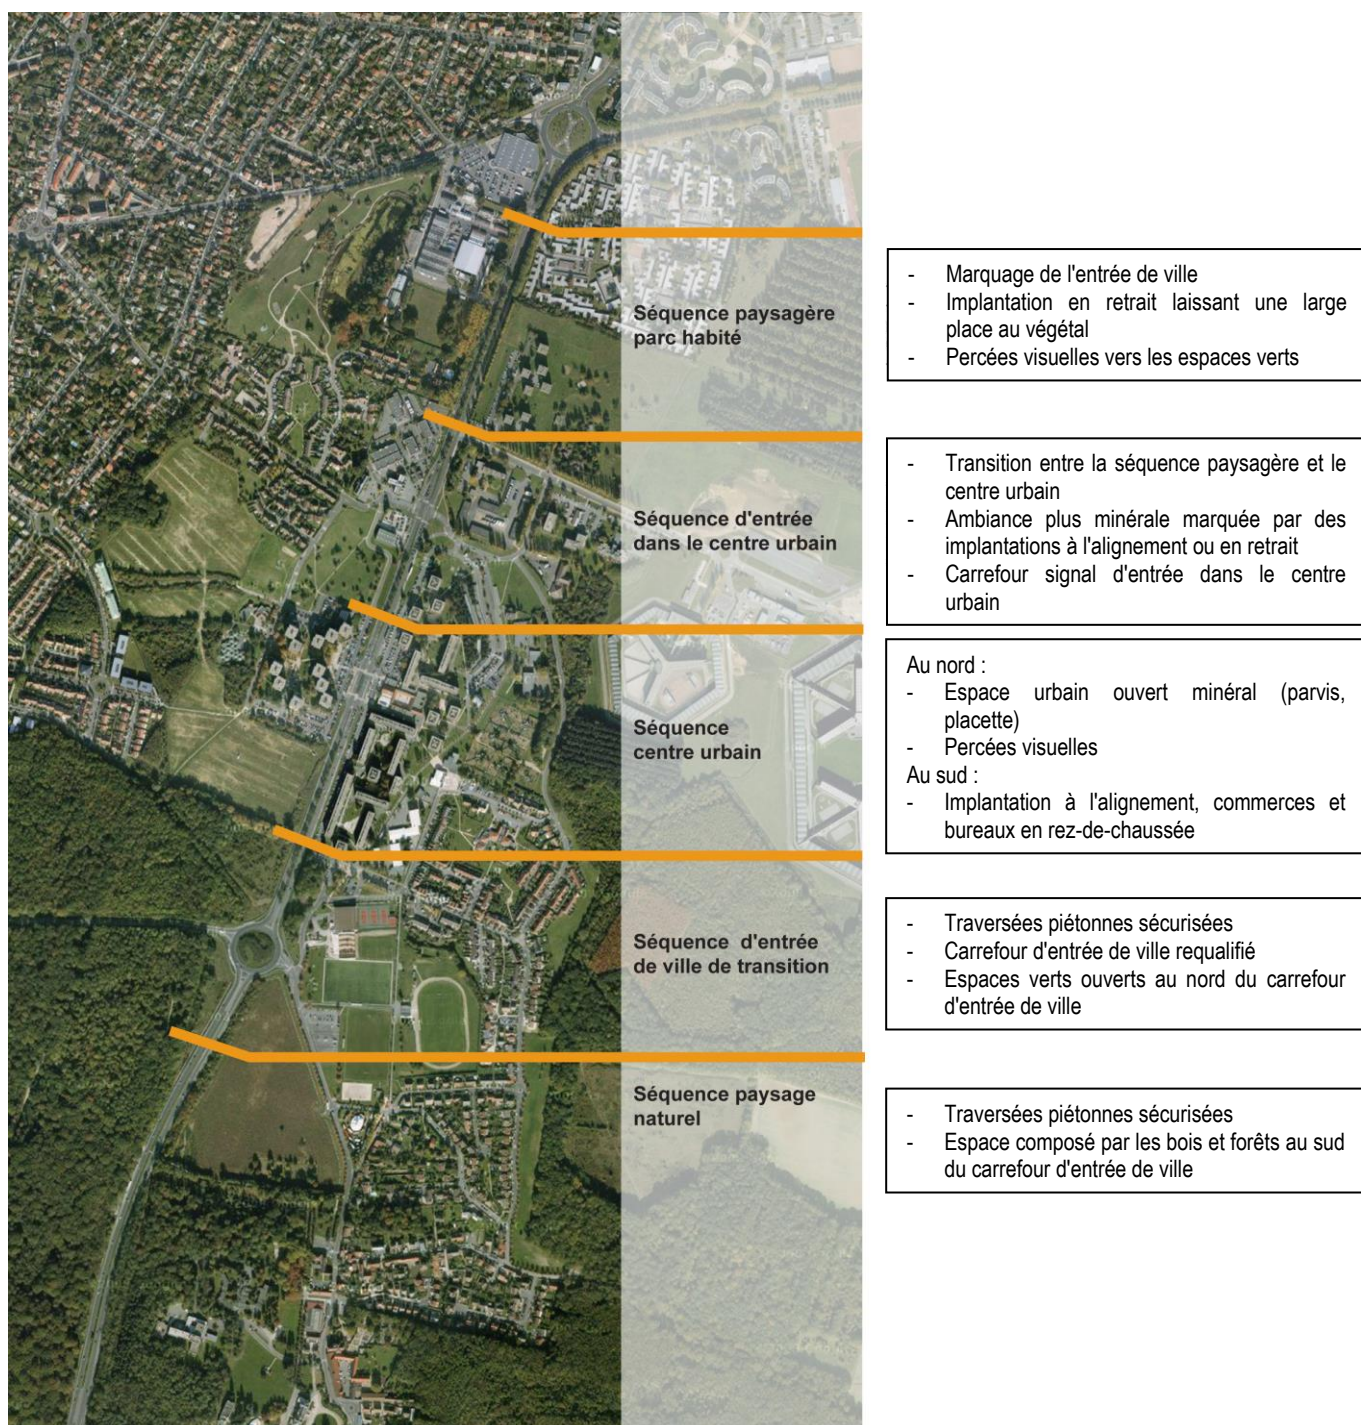 Séquence paysagère
parc habité
- Marquage de l'entrée de ville
- Implantation en retrait laissant une large
place au végétal
- Percées visuelles vers les espaces verts
Séquence d'entrée
dans le centre urbain
- Transition entre la séquence paysagère et le
centre urbain
- Ambiance plus minérale marquée par des
implantations à l'alignement ou en retrait
- Carrefour signal d'entrée dans le centre
urbain
Séquence
centre urbain
Au nord :
- Espace urbain ouvert minéral (parvis,
placette)
- Percées visuelles
Au sud :
- Implantation à l'alignement, commerces et
bureaux en rez-de-chaussée
Séquence d'entrée
de ville de transition
- Traversées piétonnes sécurisées
- Carrefour d'entrée de ville requalifié
- Espaces verts ouverts au nord du carrefour
d'entrée de ville
Séquence paysage
naturel
- Traversées piétonnes sécurisées
- Espace composé par les bois et forêts au sud
du carrefour d'entrée de ville